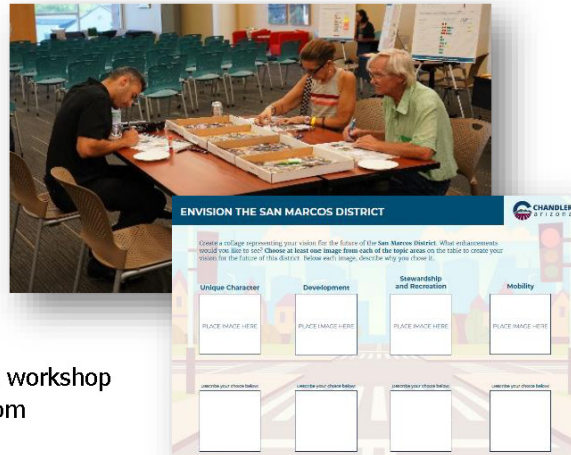 ENVISION THE SAN MARCOS DISTRICT
CHANDLER
arizona
Create a collage representing your vision for the future of the San Marcos District. What enhancements
would you like to see? Choose at least one image from each of the topic areas on the table to create your
vision for the future of this district. Below each image, describe why you chose it.
Unique Character
Development
Stewardship
and Recreation
Mobility
PLACE IMAGE HERE
PLACE IMAGE HERE
PLACE IMAGE HERE
PLACE IMAGE HERE
Describe your choice below:
Describe your choice below:
Describe your choice below:
Describe your choice below:
workshop
om